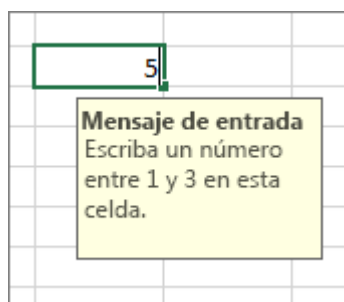 5
Mensaje de entrada
Escriba un número
entre 1 y 3 en esta
celda.